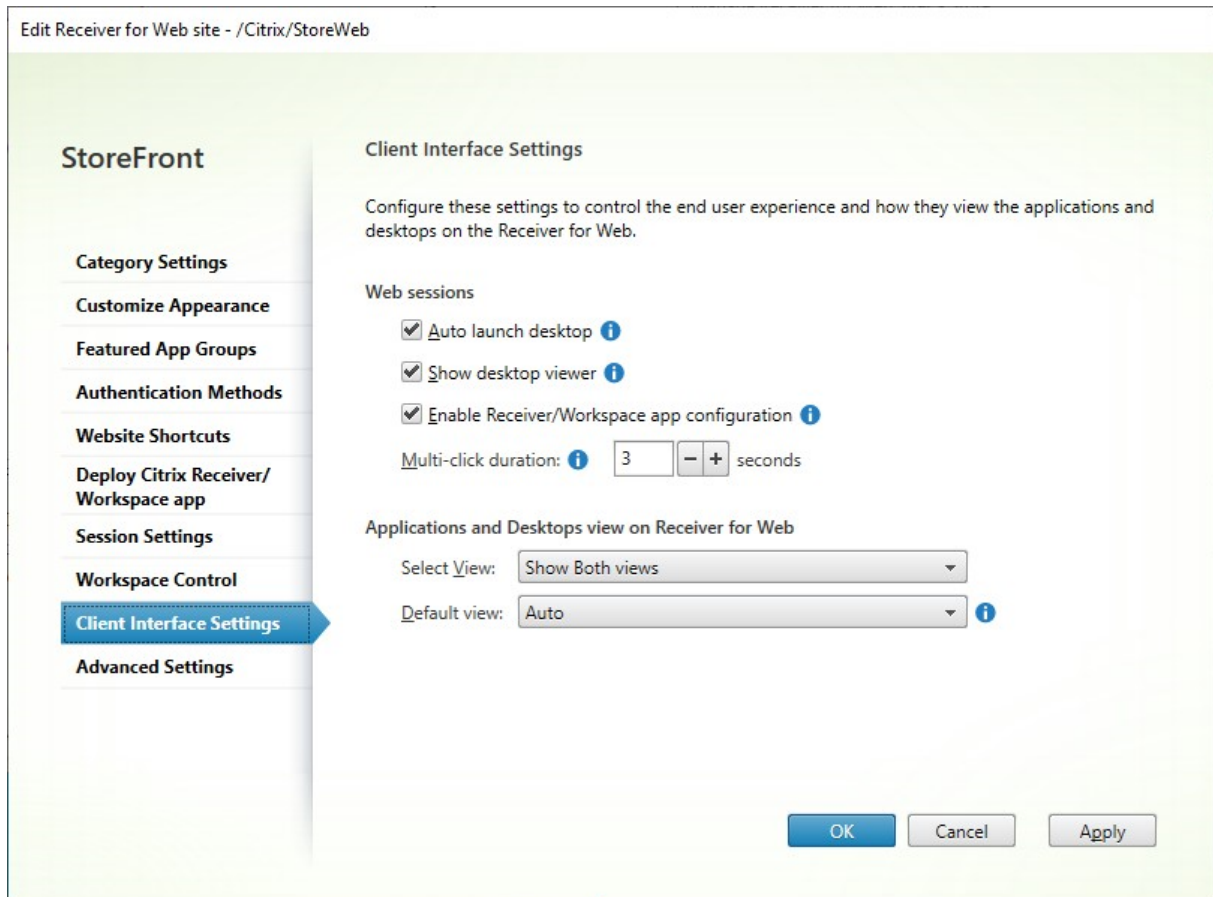 Edit Receiver for Web site - /Citrix/StoreWeb
StoreFront
Category Settings
Customize Appearance
Featured App Groups
Authentication Methods
Website Shortcuts
Deploy Citrix Receiver/
Workspace app
Session Settings
Workspace Control
Client Interface Settings
Advanced Settings
Client Interface Settings
Configure these settings to control the end user experience and how they view the applications and
desktops on the Receiver for Web.
Web sessions
Auto launch desktop
Show desktop viewer
Enable Receiver/Workspace app configuration
Multi-click duration: 3 - + seconds
Applications and Desktops view on Receiver for Web
Select View: Show Both views
Default view: Auto
OK Cancel Apply